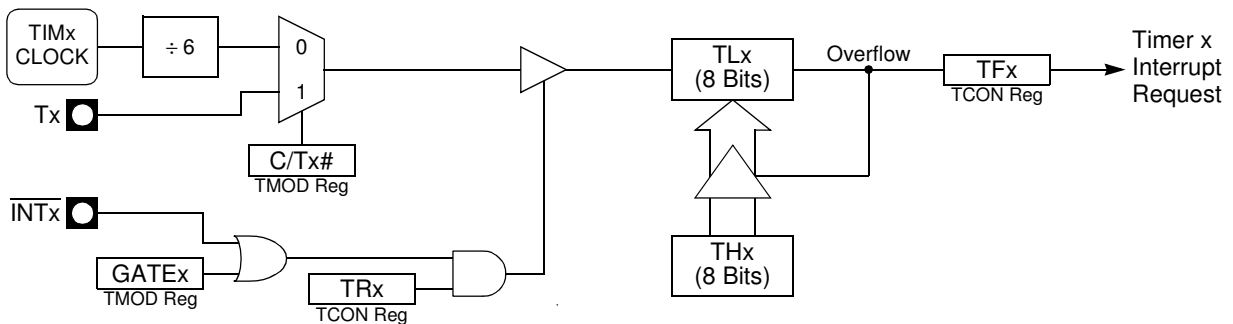 TIMx
CLOCK
÷ 6
0
1
Tx
C/Tx#
TMOD Reg
INTx
GATEx
TMOD Reg
TRx
TCON Reg
TLx
(8 Bits)
Overflow
TFx
TCON Reg
Timer x
Interrupt
Request
THx
(8 Bits)